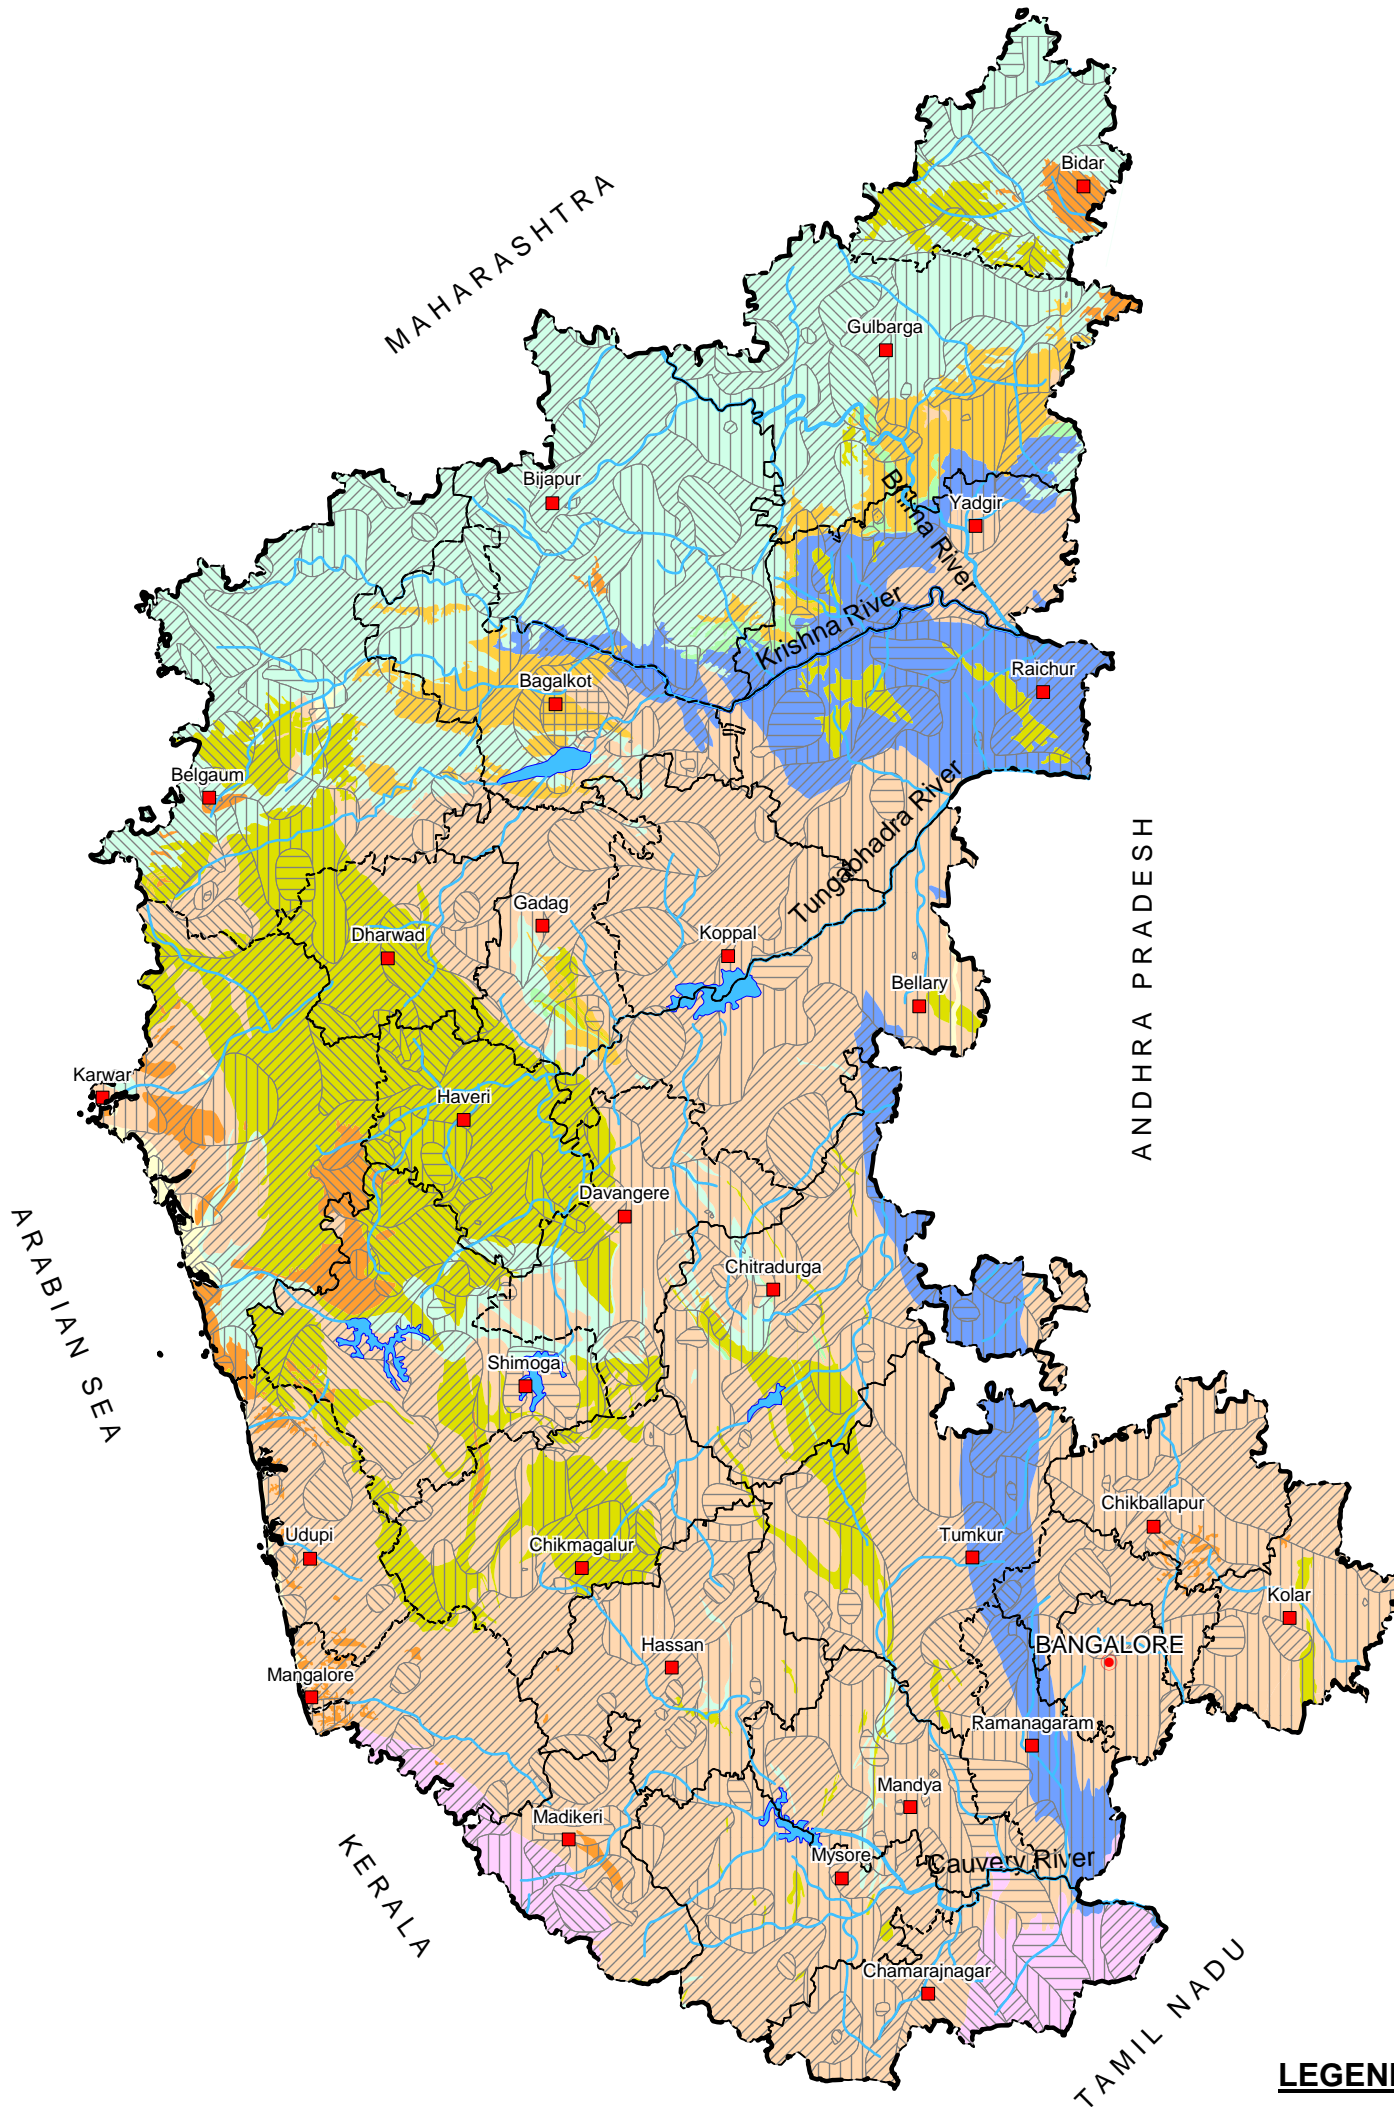 Bidar
MAHARASHTRA
Gulbarga
Bijapur
Bhima River
Yadgir
Krishna River
Raichur
Bagalkot
Belgaum
Tungabhadra River
ANDHRA PRADESH
Gadag
Dharwad
Koppal
Bellary
Karwar
Haveri
Davangere
ARABIAN SEA
Chitradurga
Shimoga
Chikballapur
Udupi
Chikmagalur
Tumkur
Kolar
Hassan
BANGALORE
Mangalore
Ramanagaram
Mandya
Madikeri
KERALA
Mysore
Cauvery River
Chamarajnagar
TAMIL NADU